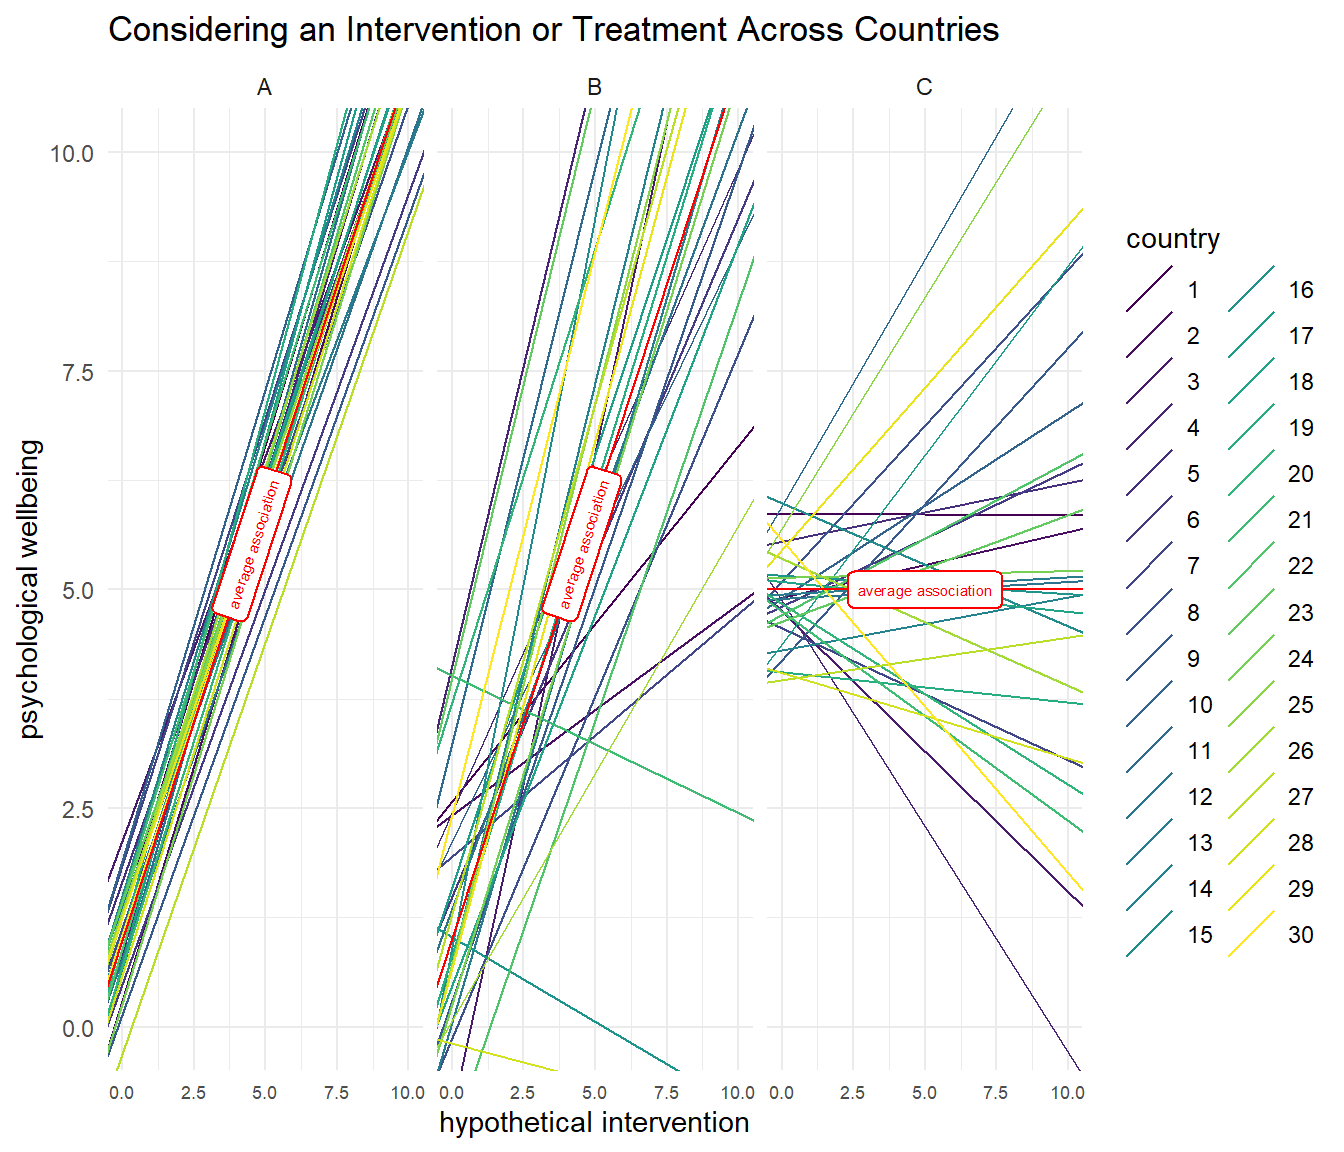 Considering an Intervention or Treatment Across Countries
A
B
C
psychological wellbeing
10.0
7.5
5.0
2.5
0.0
average association
average association
average association
0.0 2.5 5.0 7.5 10.0
0.0 2.5 5.0 7.5 10.0
0.0 2.5 5.0 7.5 10.0
hypothetical intervention
country
1
2
3
4
5
6
7
8
9
10
11
12
13
14
15
16
17
18
19
20
21
22
23
24
25
26
27
28
29
30